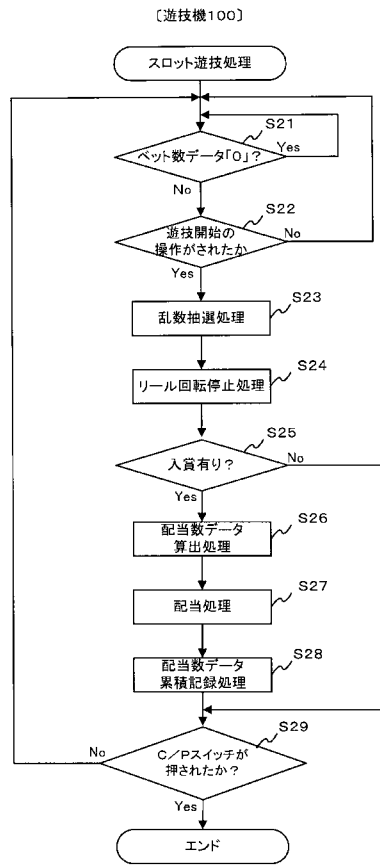 〔遊技機100〕
スロット遊技処理
S21
ベット数データ「0」?
Yes
No
S22
遊技開始の
操作がされたか
No
Yes
S23
乱数抽選処理
S24
リール回転停止処理
S25
入賞有り?
No
Yes
S26
配当数データ
算出処理
S27
配当処理
S28
配当数データ
累積記録処理
S29
C/Pスイッチが
押されたか?
No
Yes
エンド